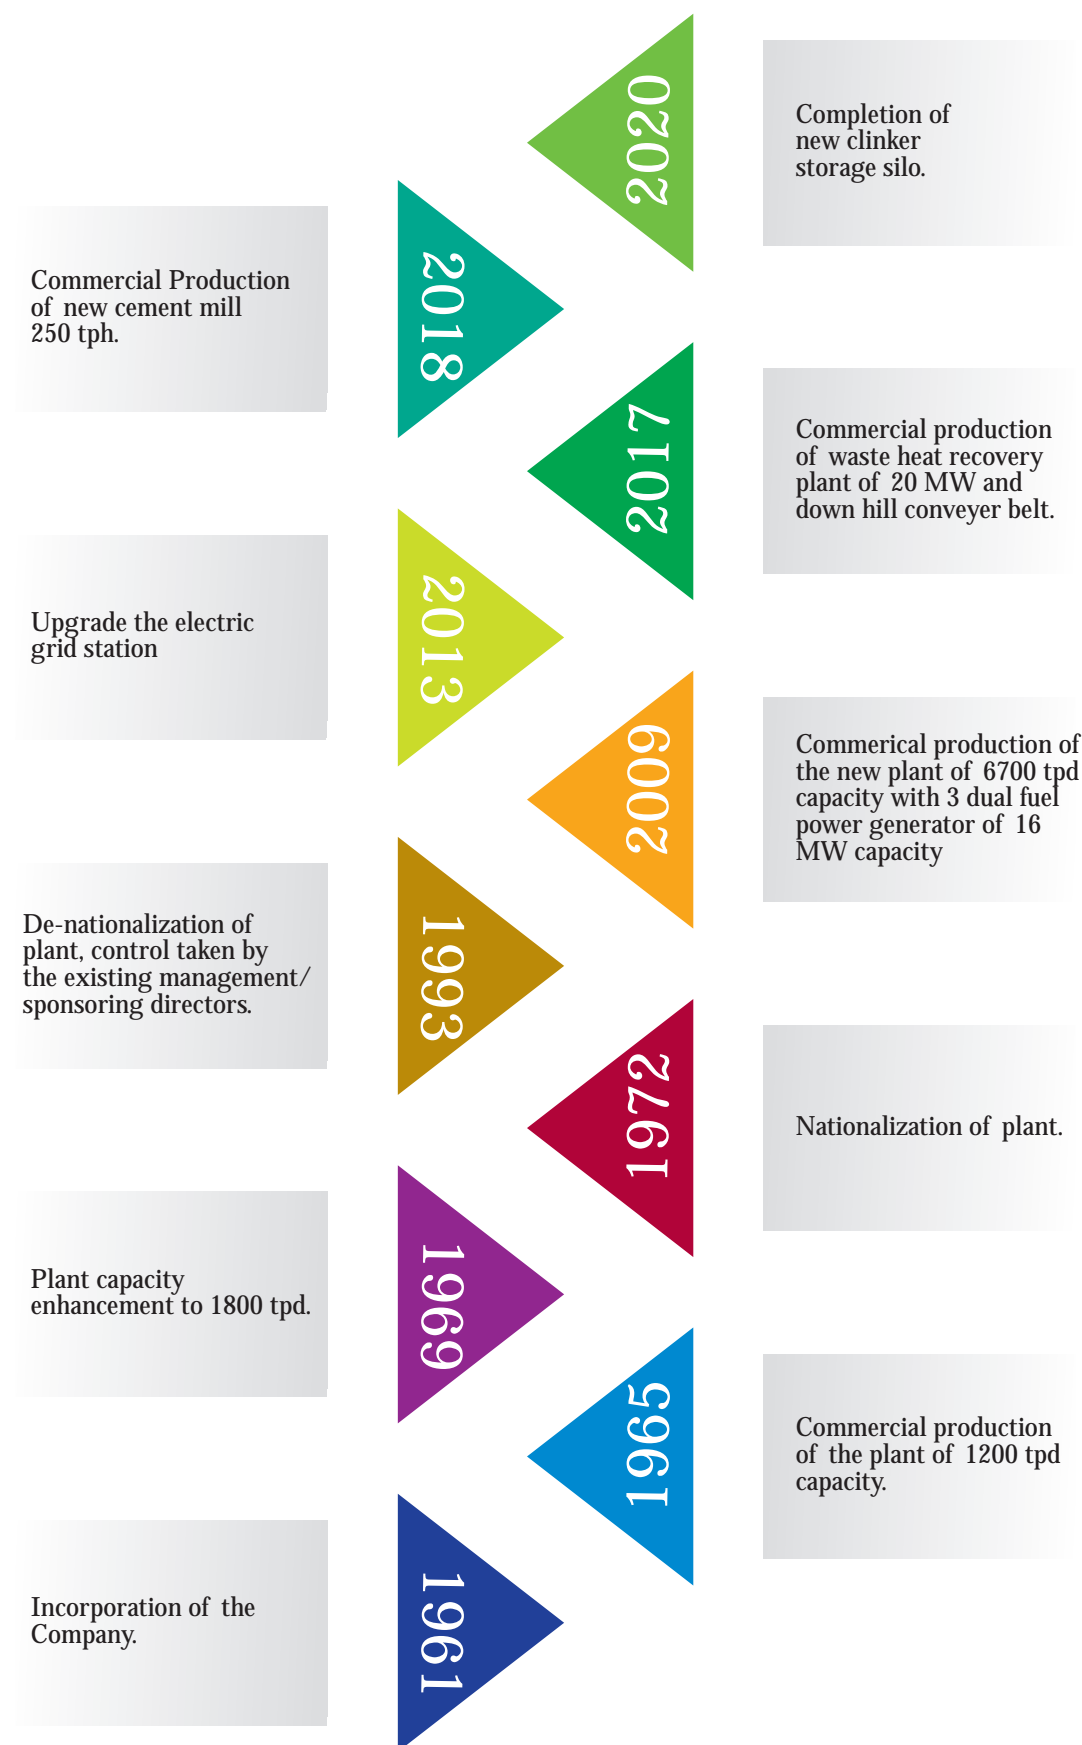 2020
Completion of
new clinker
storage silo.
2018
Commercial Production
of new cement mill
250 tph.
2017
Commercial production
of waste heat recovery
plant of 20 MW and
down hill conveyer belt.
2013
Upgrade the electric
grid station
2009
Commerical production of
the new plant of 6700 tpd
capacity with 3 dual fuel
power generator of 16
MW capacity
1993
De-nationalization of
plant, control taken by
the existing management/
sponsoring directors.
1972
Nationalization of plant.
1969
Plant capacity
enhancement to 1800 tpd.
1965
Commercial production
of the plant of 1200 tpd
capacity.
1961
Incorporation of the
Company.